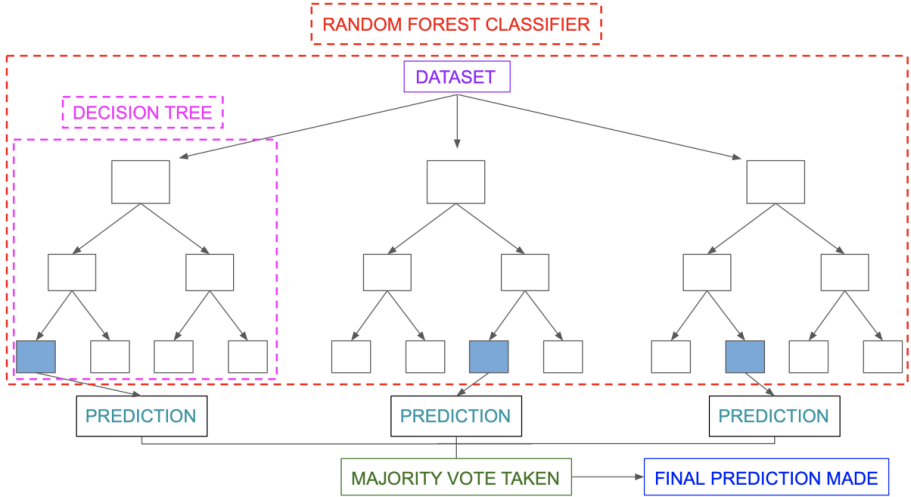 RANDOM FOREST CLASSIFIER
DATASET
DECISION TREE
PREDICTION
PREDICTION
PREDICTION
MAJORITY VOTE TAKEN
FINAL PREDICTION MADE